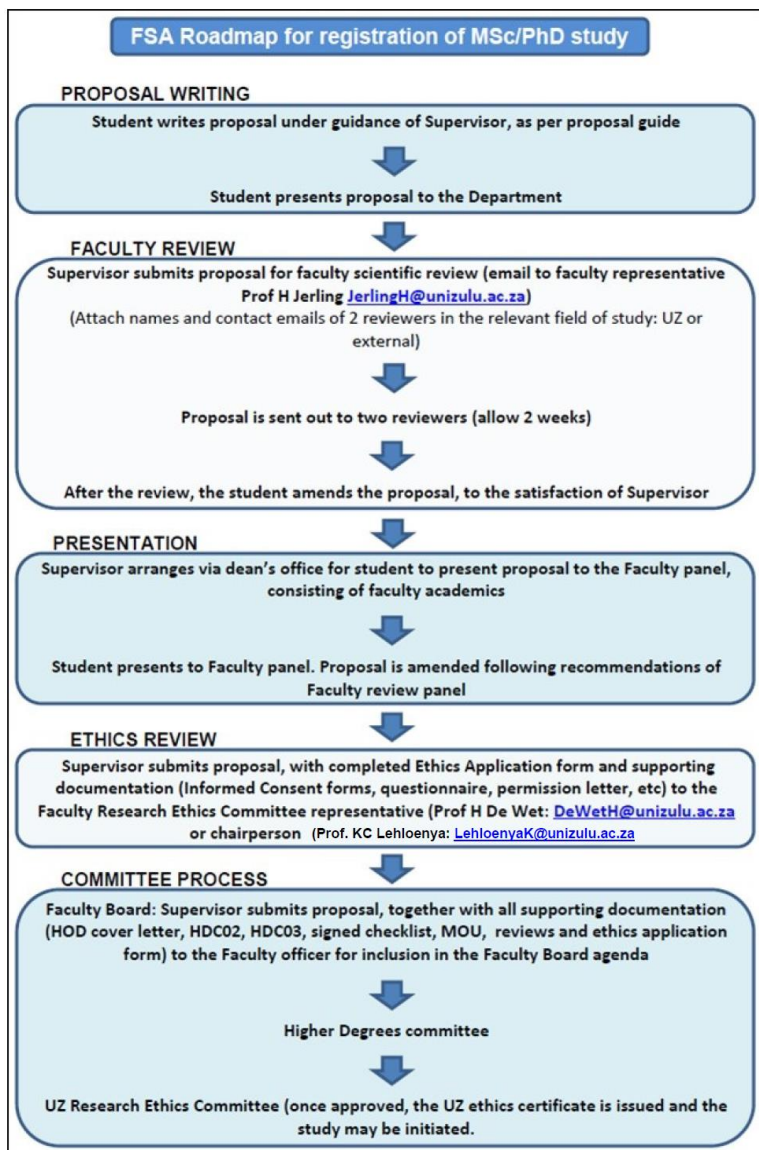 FSA Roadmap for registration of MSc/PhD study
PROPOSAL WRITING
Student writes proposal under guidance of Supervisor, as per proposal guide
Student presents proposal to the Department
FACULTY REVIEW
Supervisor submits proposal for faculty scientific review (email to faculty representative
Prof H Jerling JerlingH@unizulu.ac.za)
(Attach names and contact emails of 2 reviewers in the relevant field of study: UZ or
external)
Proposal is sent out to two reviewers (allow 2 weeks)
After the review, the student amends the proposal, to the satisfaction of Supervisor
PRESENTATION
Supervisor arranges via dean's office for student to present proposal to the Faculty panel,
consisting of faculty academics
Student presents to Faculty panel. Proposal is amended following recommendations of
Faculty review panel
ETHICS REVIEW
Supervisor submits proposal, with completed Ethics Application form and supporting
documentation (Informed Consent forms, questionnaire, permission letter, etc) to the
Faculty Research Ethics Committee representative (Prof H De Wet: DeWetH@unizulu.ac.za
or chairperson (Prof. KC Lehloenya: LehloenyaK@unizulu.ac.za
COMMITTEE PROCESS
Faculty Board: Supervisor submits proposal, together with all supporting documentation
(HOD cover letter, HDC02, HDC03, signed checklist, MOU, reviews and ethics application
form) to the Faculty officer for inclusion in the Faculty Board agenda
Higher Degrees committee
UZ Research Ethics Committee (once approved, the UZ ethics certificate is issued and the
study may be initiated.